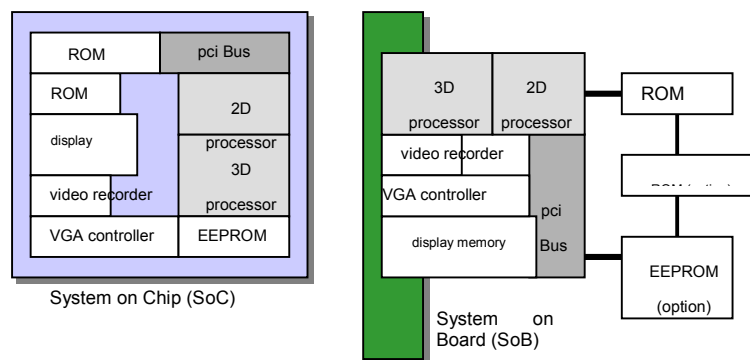 ROM
pci Bus
ROM
2D
processor
display
3D
processor
video recorder
VGA controller
EEPROM
System on Chip (SoC)
3D
processor
2D
processor
video recorder
VGA controller
pci
Bus
display memory
System on
Board (SoB)
ROM
EEPROM
(option)